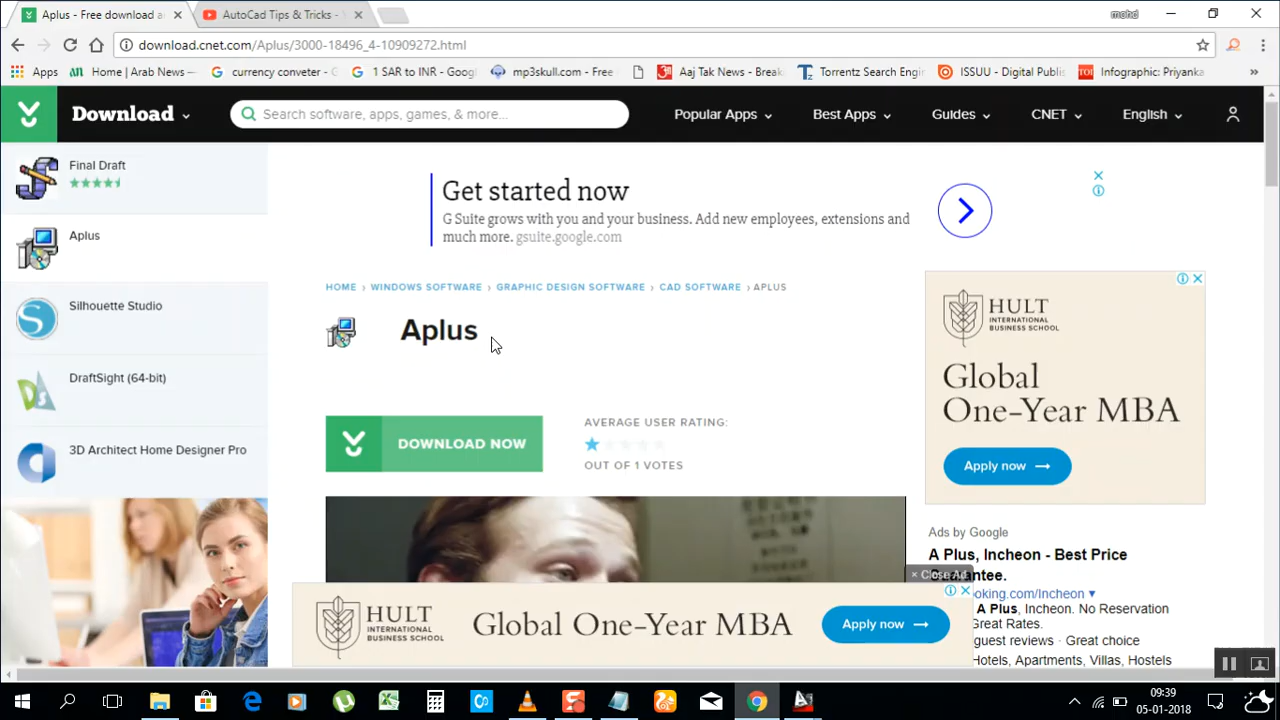 Aplus - Free download a
AutoCad Tips & Tricks -
mohd
download.cnet.com/Aplus/3000-18496_4-10909272.html
Apps
Home | Arab News
currency conveter -
1 SAR to INR - Goog
mp3skull.com - Free
Aaj Tak News - Break
Torrentz Search Engi
ISSUU - Digital Publis
Infographic: Priyanka
Download
Search software, apps, games, & more...
Popular Apps
Best Apps
Guides
CNET
English
Final Draft
Aplus
Silhouette Studio
DraftSight (64-bit)
3D Architect Home Designer Pro
Get started now
G Suite grows with you and your business. Add new employees, extensions and
much more. gsuite.google.com
HOME › WINDOWS SOFTWARE › GRAPHIC DESIGN SOFTWARE › CAD SOFTWARE › APLUS
Aplus
DOWNLOAD NOW
AVERAGE USER RATING:
OUT OF 1 VOTES
HULT
INTERNATIONAL
BUSINESS SCHOOL
Global
One-Year MBA
Apply now
Ads by Google
A Plus, Incheon - Best Price
× Close Ad
oking.com/Incheon
A Plus, Incheon. No Reservation
Great Rates.
guest reviews · Great choice
Hotels, Apartments, Villas, Hostels
HULT
INTERNATIONAL
BUSINESS SCHOOL
Global One-Year MBA
Apply now
09:39
05-01-2018